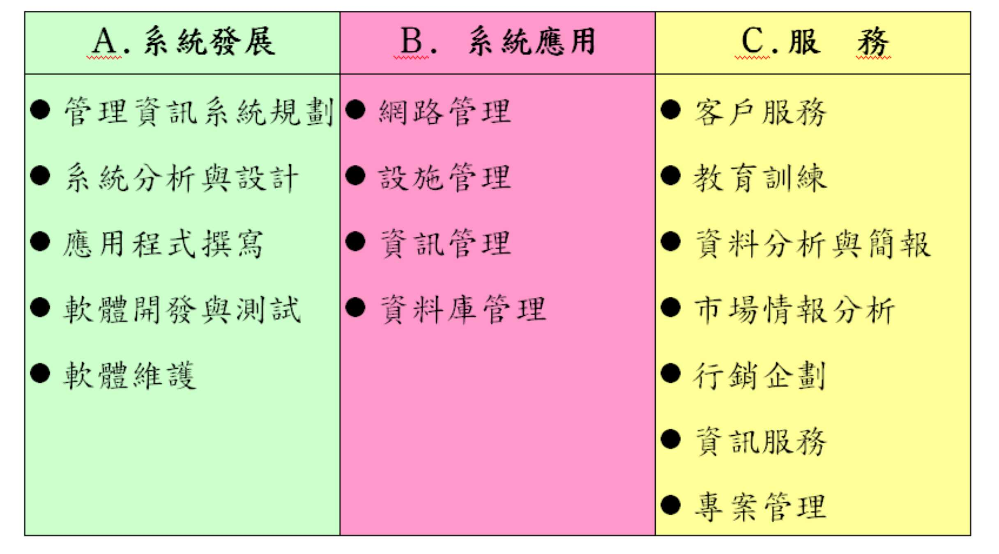 A.系統發展
● 管理資訊系統規劃
● 系統分析與設計
● 應用程式撰寫
● 軟體開發與測試
● 軟體維護
B. 系統應用
● 網路管理
● 設施管理
● 資訊管理
● 資料庫管理
C.服　務
● 客戶服務
● 教育訓練
● 資料分析與簡報
● 市場情報分析
● 行銷企劃
● 資訊服務
● 專案管理